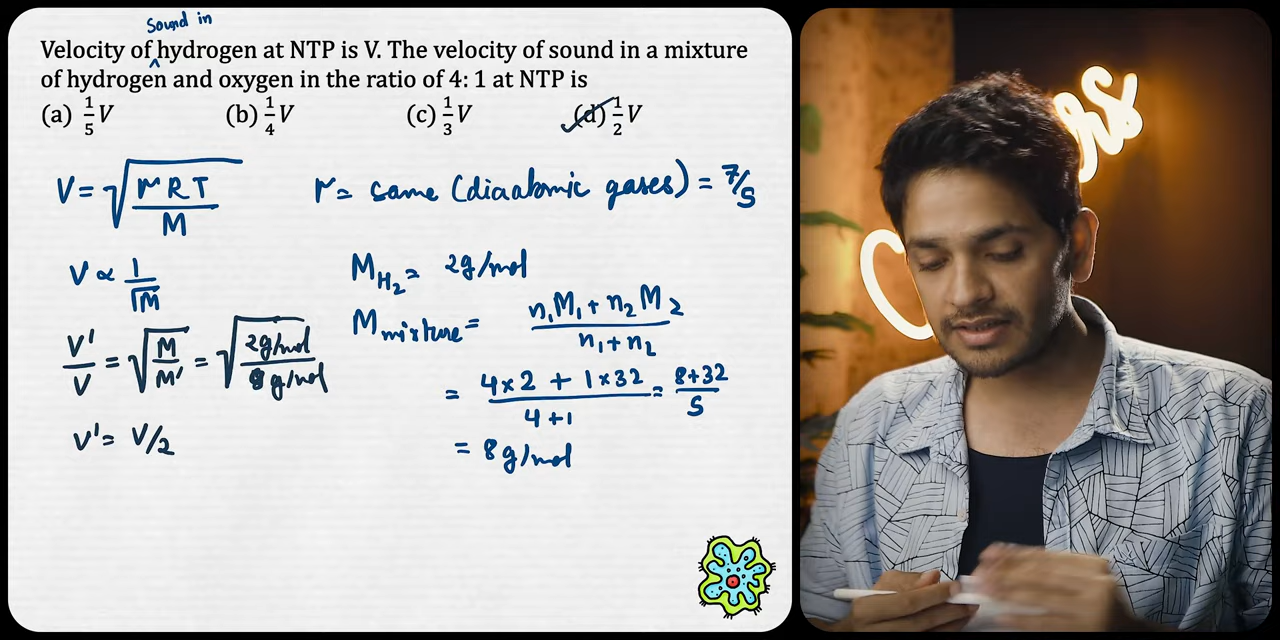 Sound in
Velocity of hydrogen at NTP is V. The velocity of sound in a mixture
^
of hydrogen and oxygen in the ratio of 4: 1 at NTP is
(a) 1/5 V (b) 1/4 V (c) 1/3 V (d) 1/2 V
V = √(r R T / M) r = same (diaatomic gases) = 7/5
V ∝ 1/√M M_H₂ = 2g/mol
M mixture = (n₁M₁ + n₂M₂) / (n₁ + n₂)
V'/V = √(M/M') = √(2g/mol / 8g/mol)
= (4×2 + 1×32) / (4+1) = (8+32)/5
V' = V/2
= 8g/mol